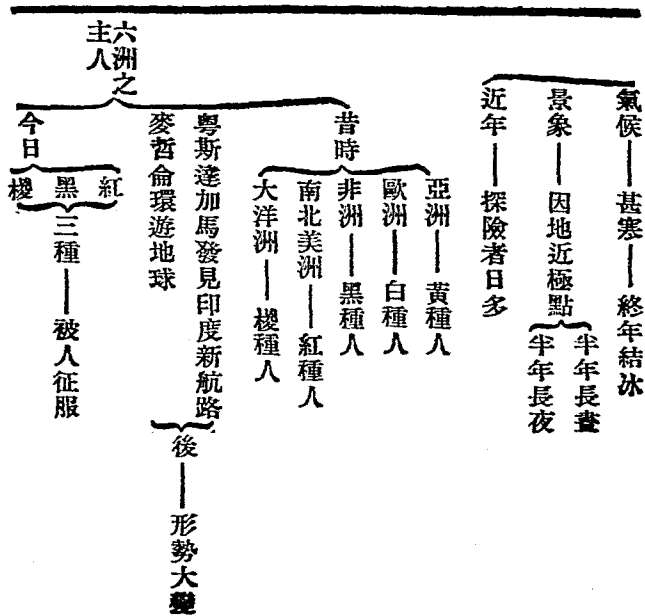 氣候——甚寒——終年結冰
景象——因地近極點
半年長晝
半年長夜
近年——探險者日多
六洲之
主人
昔時
亞洲——黃種人
歐洲——白種人
非洲——黑種人
南北美洲——紅種人
大洋洲——椶種人
粤斯達加馬發見印度新航路
麥哲倫環遊地球
後——形勢大變
今日
紅
黑
椶
三種——被人征服